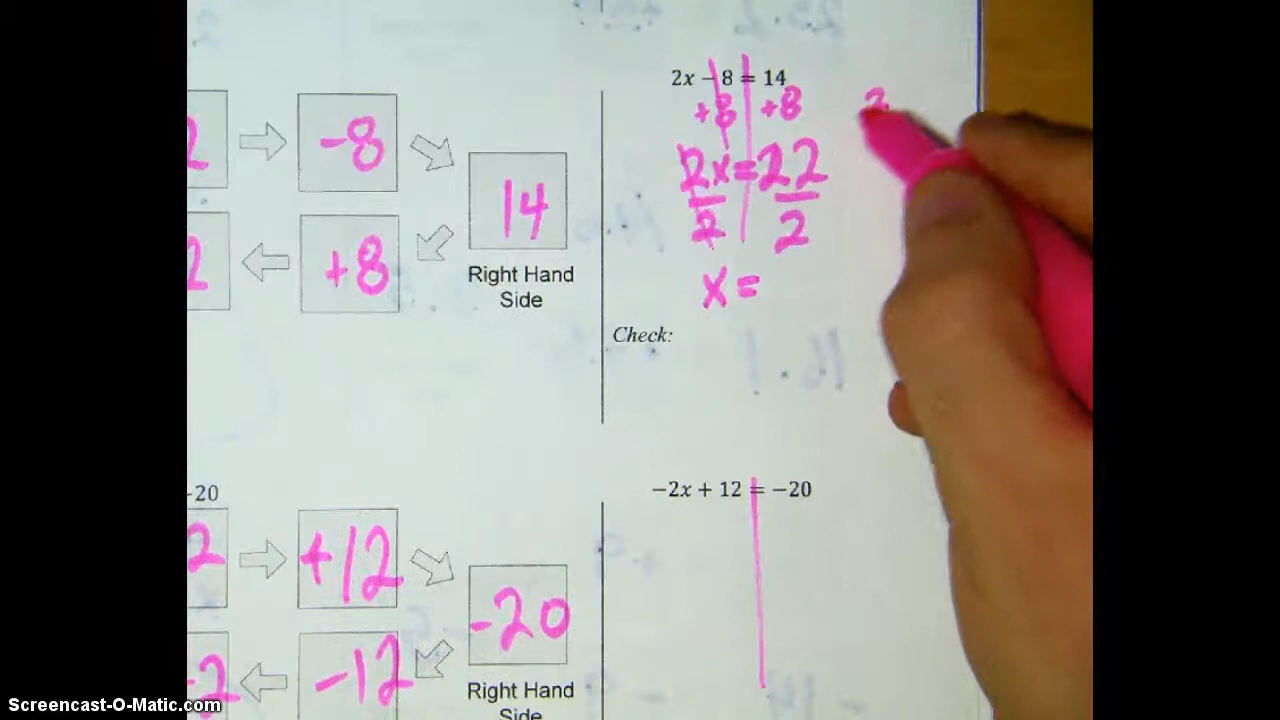 2x − 8 = 14
+8 +8
2x = 22
2 2
x =
2
-8
14
2
+8
Right Hand
Side
Check:
-20
−2x + 12 = −20
2
+12
-20
-2
-12
Right Hand
Side
Screencast-O-Matic.com